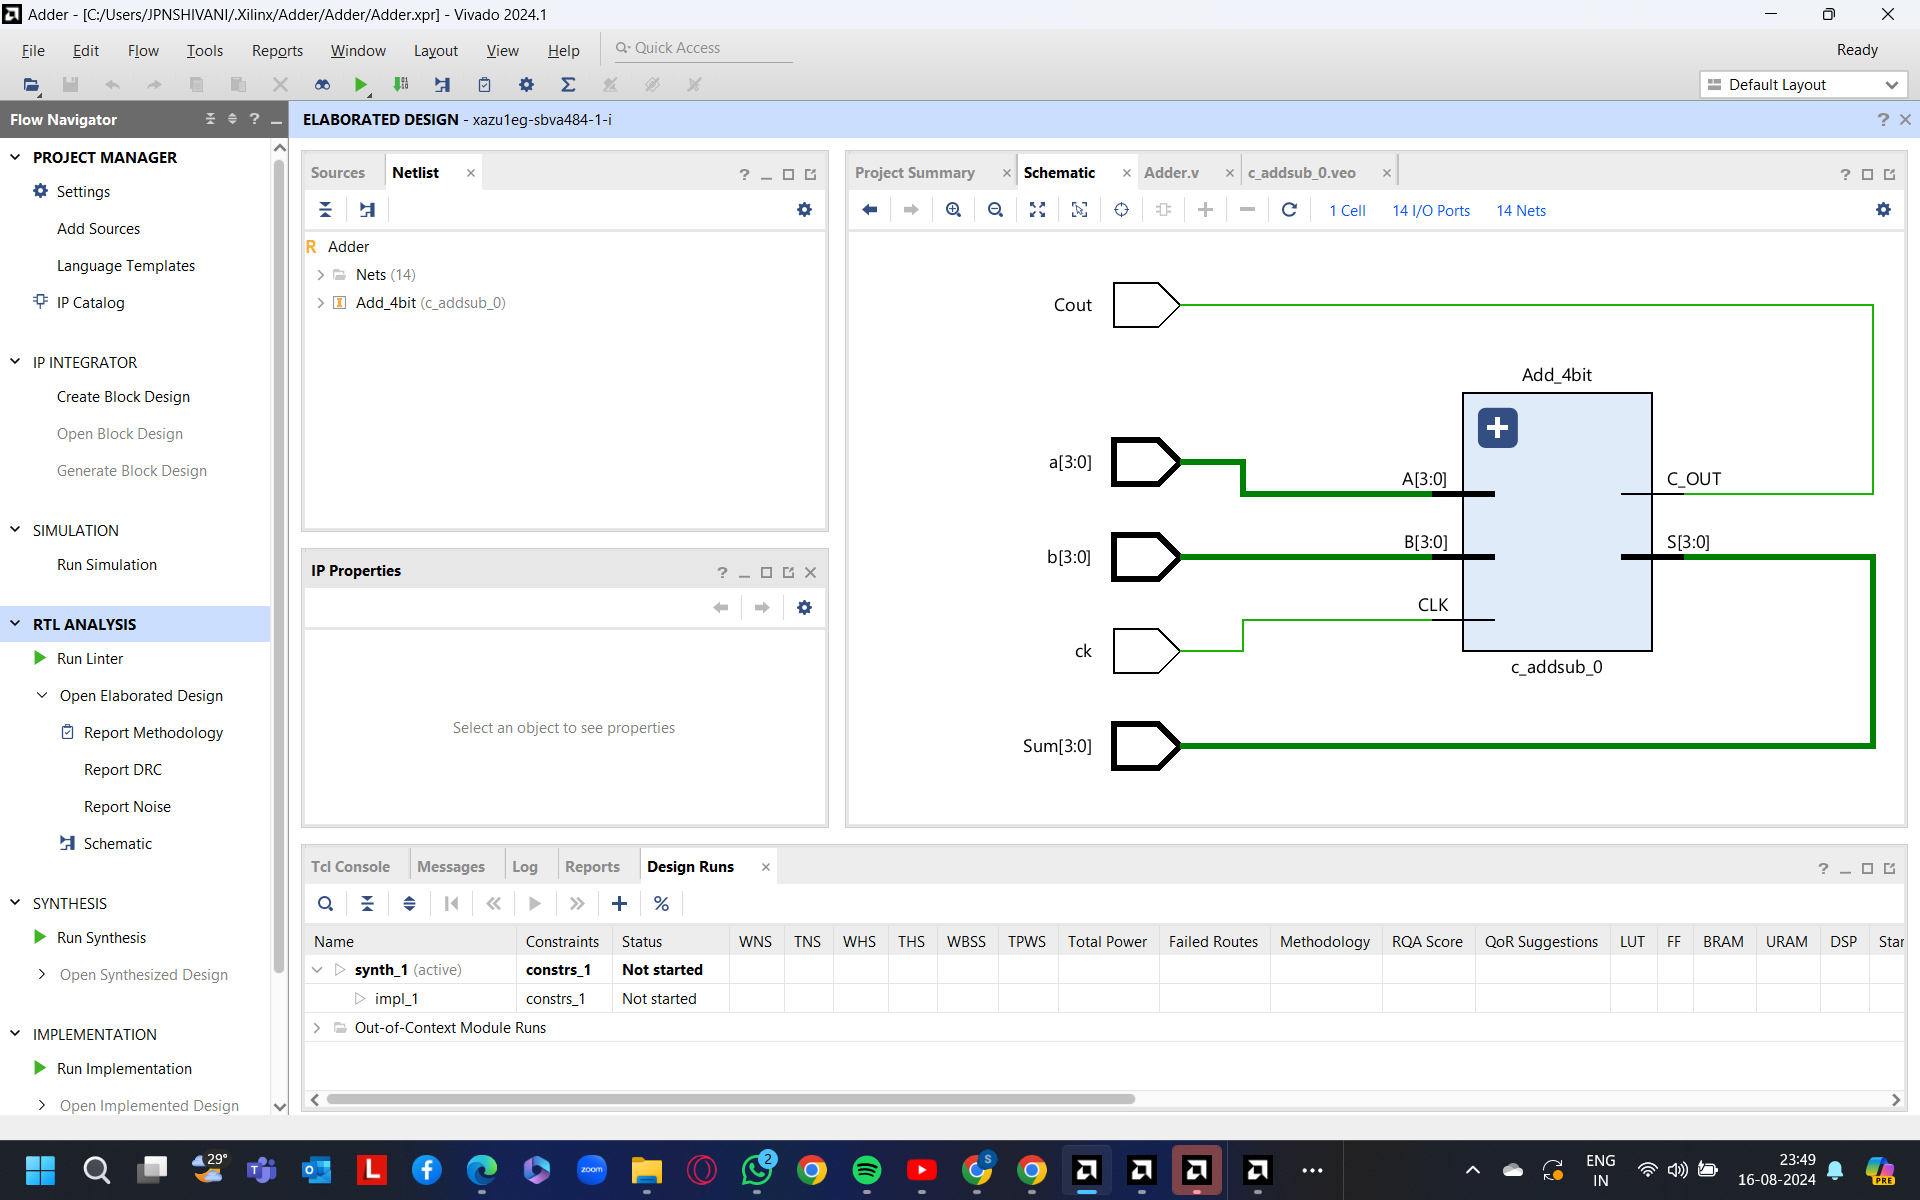 Adder - [C:/Users/JPNSHIVANI/.Xilinx/Adder/Adder/Adder.xpr] - Vivado 2024.1
File Edit Flow Tools Reports Window Layout View Help Quick Access
Ready
Default Layout
Flow Navigator
PROJECT MANAGER
Settings
Add Sources
Language Templates
IP Catalog
IP INTEGRATOR
Create Block Design
Open Block Design
Generate Block Design
SIMULATION
Run Simulation
RTL ANALYSIS
Run Linter
Open Elaborated Design
Report Methodology
Report DRC
Report Noise
Schematic
SYNTHESIS
Run Synthesis
Open Synthesized Design
IMPLEMENTATION
Run Implementation
Open Implemented Design
ELABORATED DESIGN - xazu1eg-sbva484-1-i
Sources Netlist
R Adder
Nets (14)
Add_4bit (c_addsub_0)
IP Properties
Select an object to see properties
Project Summary Schematic Adder.v c_addsub_0.veo
1 Cell 14 I/O Ports 14 Nets
Cout
Add_4bit
a[3:0]
A[3:0]
C_OUT
b[3:0]
B[3:0]
S[3:0]
CLK
ck
c_addsub_0
Sum[3:0]
Tcl Console Messages Log Reports Design Runs
Name Constraints Status WNS TNS WHS THS WBSS TPWS Total Power Failed Routes Methodology RQA Score QoR Suggestions LUT FF BRAM URAM DSP Star
synth_1 (active) constrs_1 Not started
impl_1 constrs_1 Not started
Out-of-Context Module Runs
29°
L
zoom
2
S
ENG
IN
23:49
16-08-2024
PRE